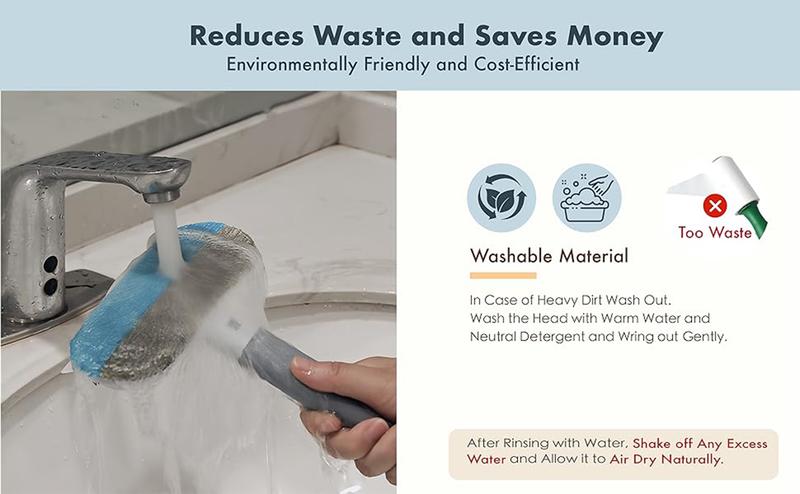 Reduces Waste and Saves Money
Environmentally Friendly and Cost-Efficient
Too Waste
Washable Material
In Case of Heavy Dirt Wash Out.
Wash the Head with Warm Water and
Neutral Detergent and Wring out Gently.
After Rinsing with Water, Shake off Any Excess
Water and Allow it to Air Dry Naturally.